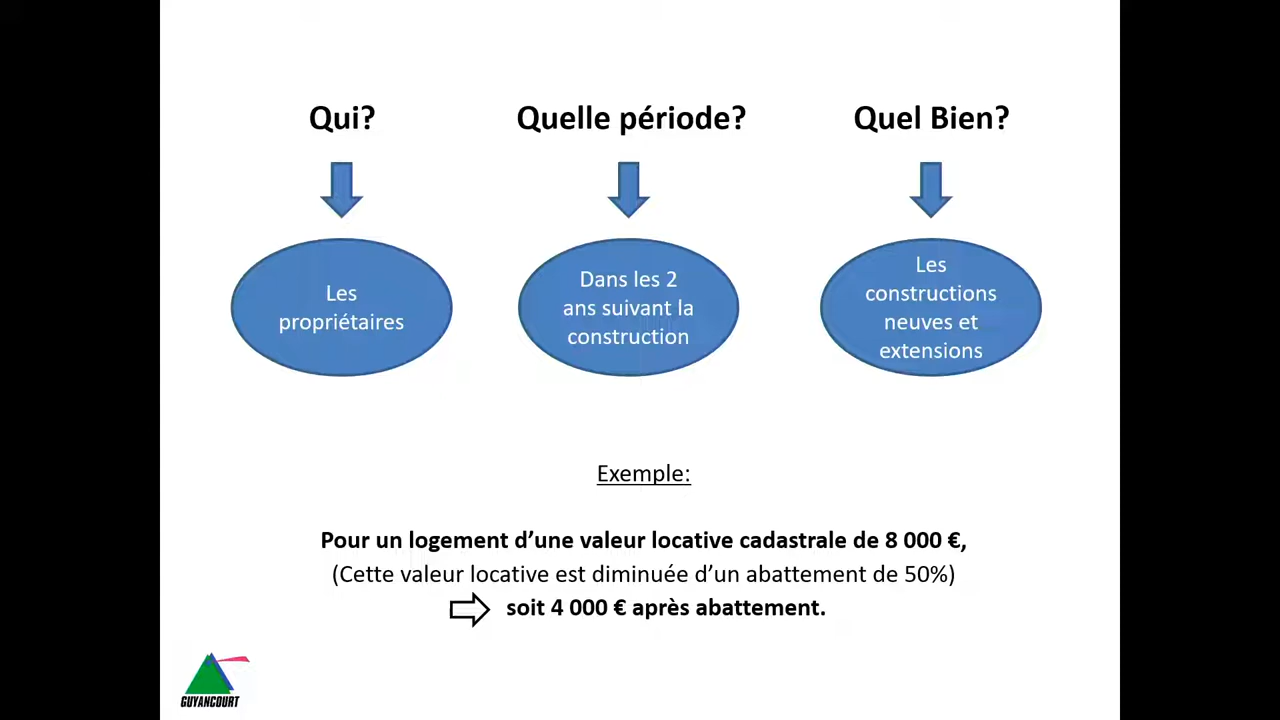 Qui?
Quelle période?
Quel Bien?
Les
propriétaires
Dans les 2
ans suivant la
construction
Les
constructions
neuves et
extensions
Exemple:
Pour un logement d’une valeur locative cadastrale de 8 000 €,
(Cette valeur locative est diminuée d’un abattement de 50%)
soit 4 000 € après abattement.
GUYANCOURT